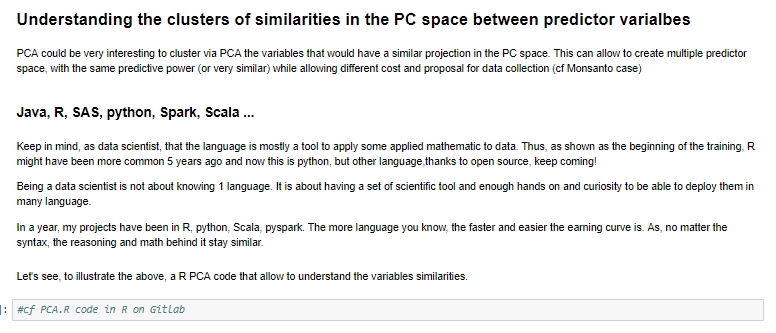 Understanding the clusters of similarities in the PC space between predictor varialbes
PCA could be very interesting to cluster via PCA the variables that would have a similar projection in the PC space. This can allow to create multiple predictor
space, with the same predictive power (or very similar) while allowing different cost and proposal for data collection (cf Monsanto case)
Java, R, SAS, python, Spark, Scala ...
Keep in mind, as data scientist, that the language is mostly a tool to apply some applied mathematic to data. Thus, as shown as the beginning of the training, R
might have been more common 5 years ago and now this is python, but other language,thanks to open source, keep coming!
Being a data scientist is not about knowing 1 language. It is about having a set of scientific tool and enough hands on and curiosity to be able to deploy them in
many language.
In a year, my projects have been in R, python, Scala, pyspark. The more language you know, the faster and easier the earning curve is. As, no matter the
syntax, the reasoning and math behind it stay similar.
Let's see, to illustrate the above, a R PCA code that allow to understand the variables similarities.
]: #cf PCA.R code in R on GitLab